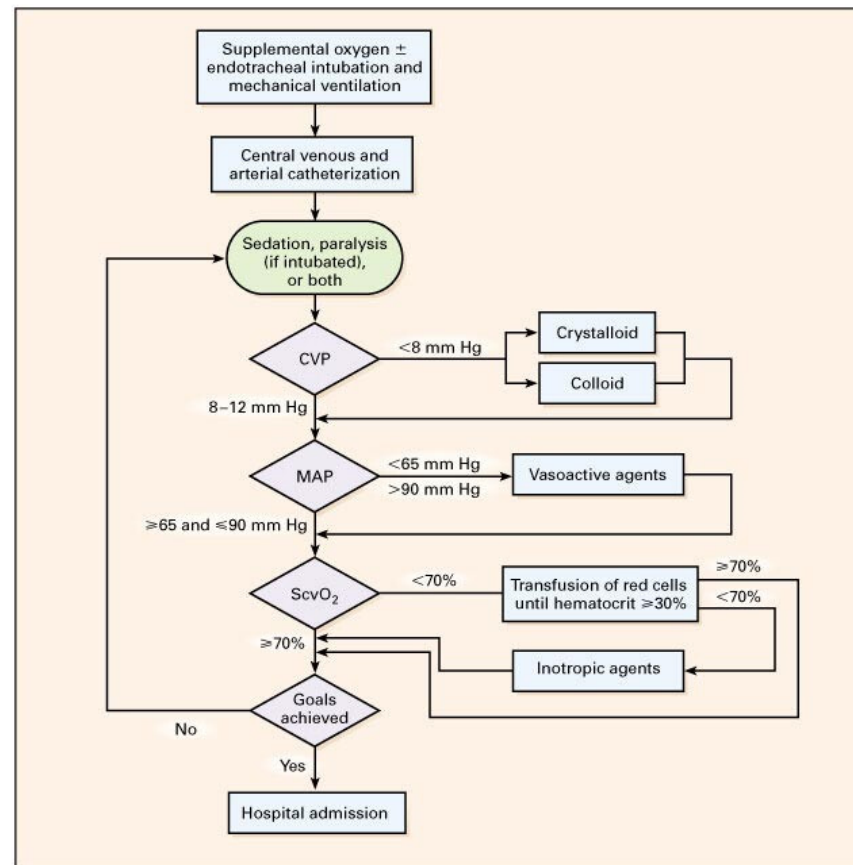 Supplemental oxygen ±
endotracheal intubation and
mechanical ventilation
Central venous and
arterial catheterization
Sedation, paralysis
(if intubated),
or both
CVP
<8 mm Hg
Crystalloid
Colloid
8–12 mm Hg
MAP
<65 mm Hg
>90 mm Hg
Vasoactive agents
≥65 and ≤90 mm Hg
ScvO₂
<70%
Transfusion of red cells
until hematocrit ≥30%
≥70%
<70%
≥70%
Inotropic agents
Goals
achieved
No
Yes
Hospital admission